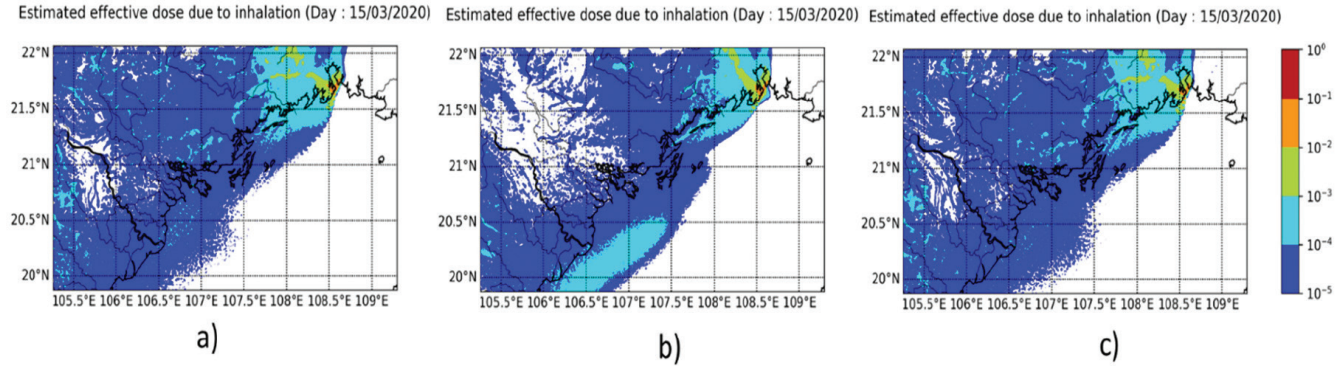 Estimated effective dose due to inhalation (Day : 15/03/2020)
22°N
21.5°N
21°N
20.5°N
20°N
105.5°E 106°E 106.5°E 107°E 107.5°E 108°E 108.5°E 109°E
a)
Estimated effective dose due to inhalation (Day : 15/03/2020)
22°N
21.5°N
21°N
20.5°N
20°N
105.5°E 106°E 106.5°E 107°E 107.5°E 108°E 108.5°E 109°E
b)
Estimated effective dose due to inhalation (Day : 15/03/2020)
22°N
21.5°N
21°N
20.5°N
20°N
105.5°E 106°E 106.5°E 107°E 107.5°E 108°E 108.5°E 109°E
c)
10⁰
10⁻¹
10⁻²
10⁻³
10⁻⁴
10⁻⁵